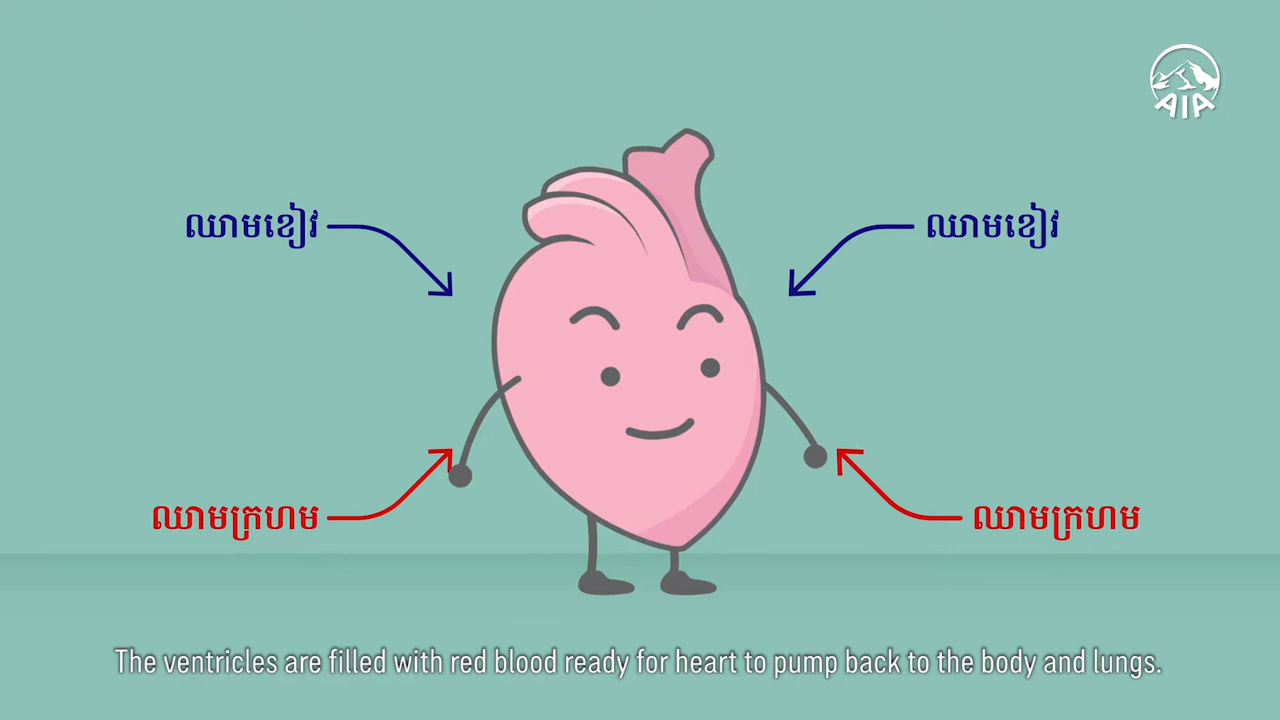 AIA
ឈាមខៀវ
ឈាមខៀវ
ឈាមក្រហម
ឈាមក្រហម
The ventricles are filled with red blood ready for heart to pump back to the body and lungs.